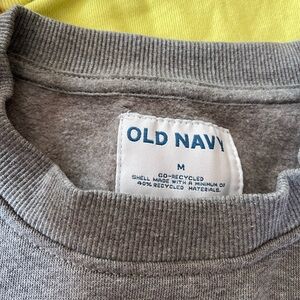 OLD NAVY
M
GO-RECYCLED
SHELL MADE WITH A MINIMUM OF
40% RECYCLED MATERIALS.